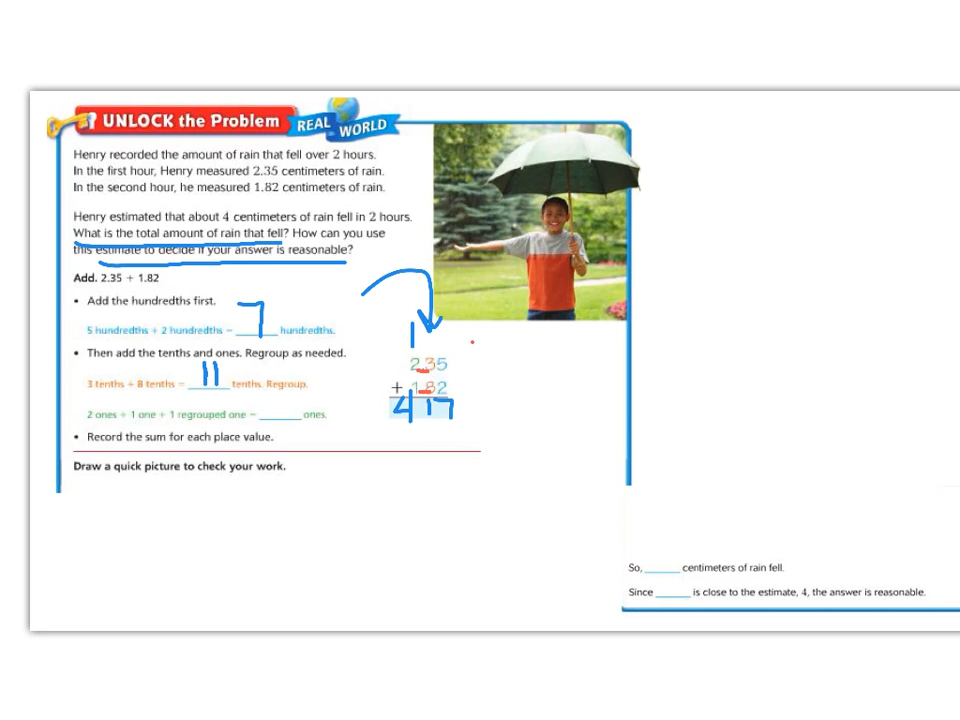 UNLOCK the Problem REAL WORLD
Henry recorded the amount of rain that fell over 2 hours.
In the first hour, Henry measured 2.35 centimeters of rain.
In the second hour, he measured 1.82 centimeters of rain.
Henry estimated that about 4 centimeters of rain fell in 2 hours.
What is the total amount of rain that fell? How can you use
this estimate to decide if your answer is reasonable?
Add. 2.35 + 1.82
• Add the hundredths first.
5 hundredths + 2 hundredths = 7 hundredths.
• Then add the tenths and ones. Regroup as needed.
3 tenths + 8 tenths = 11 tenths. Regroup.
2 ones + 1 one + 1 regrouped one = ______ ones.
• Record the sum for each place value.
1
2 35
+ 1 82
4 17
Draw a quick picture to check your work.
So, ______ centimeters of rain fell.
Since ______ is close to the estimate, 4, the answer is reasonable.